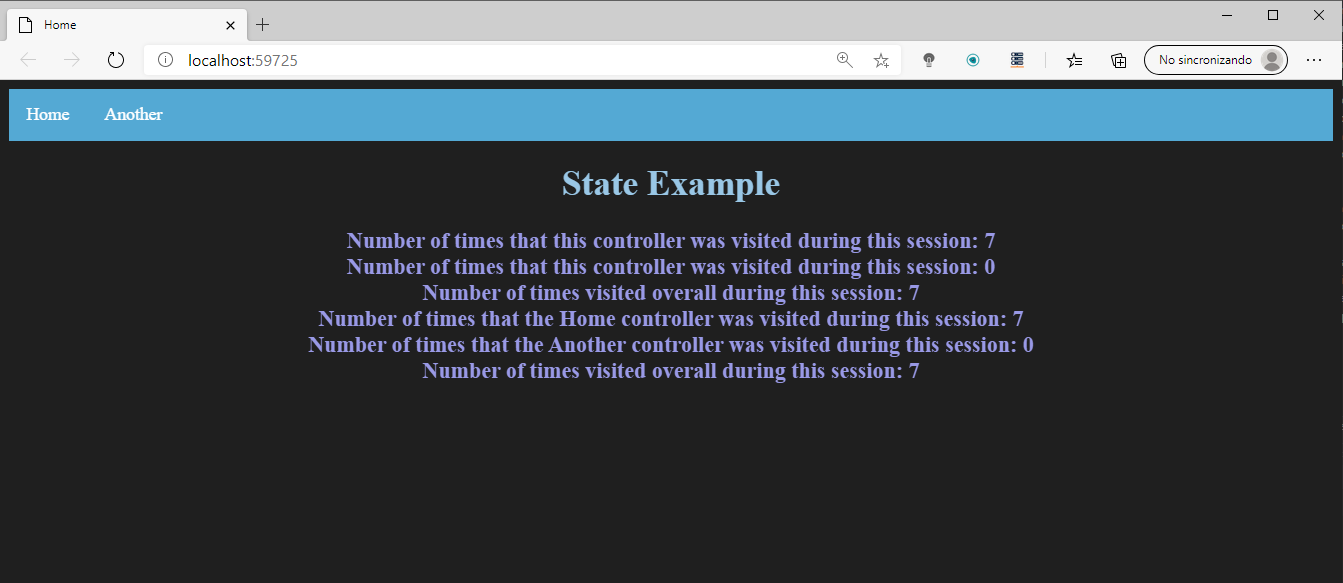 Home
localhost:59725
No sincronizando
Home Another
State Example
Number of times that this controller was visited during this session: 7
Number of times that this controller was visited during this session: 0
Number of times visited overall during this session: 7
Number of times that the Home controller was visited during this session: 7
Number of times that the Another controller was visited during this session: 0
Number of times visited overall during this session: 7